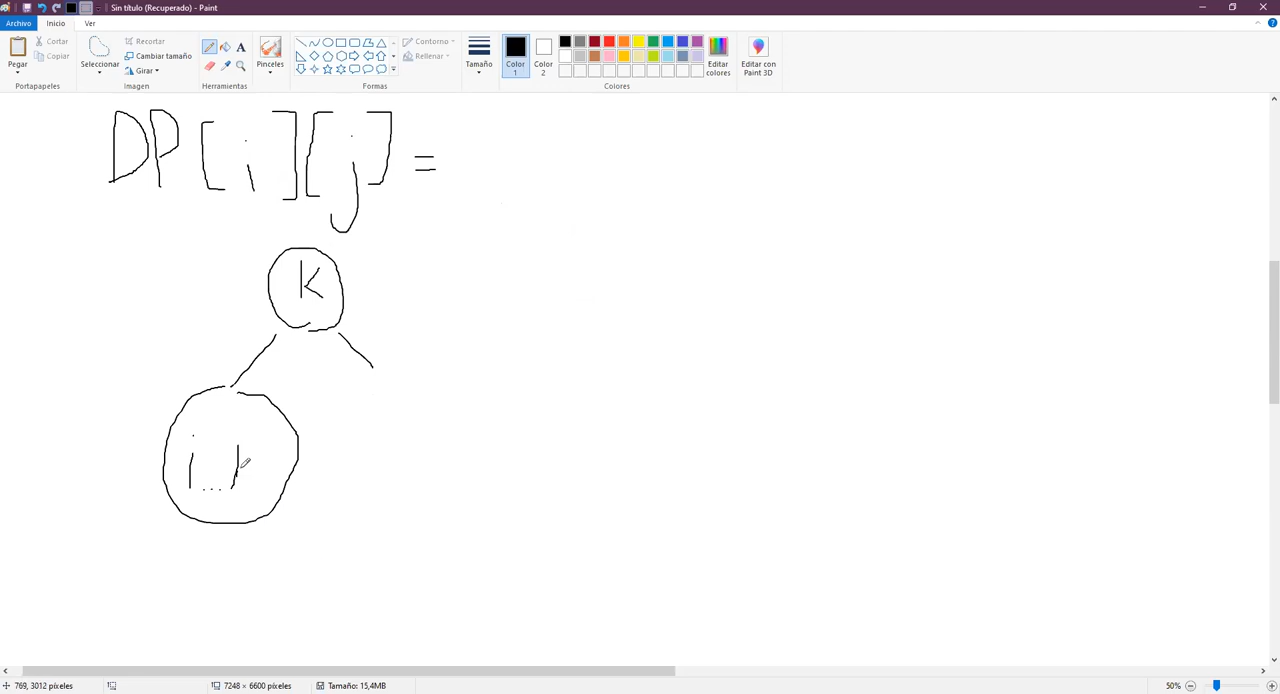 Sin título (Recuperado) - Paint
Archivo Inicio Ver
Pegar
Cortar
Copiar
Portapapeles
Seleccionar
Recortar
Cambiar tamaño
Girar
Imagen
A
Herramientas
Pinceles
Contorno
Rellenar
Formas
Tamaño
Color 1
Color 2
Editar colores
Editar con Paint 3D
Colores
DP[i][j] =
K
i...
769, 3012 píxeles
7248 × 6600 píxeles
Tamaño: 15,4MB
50%